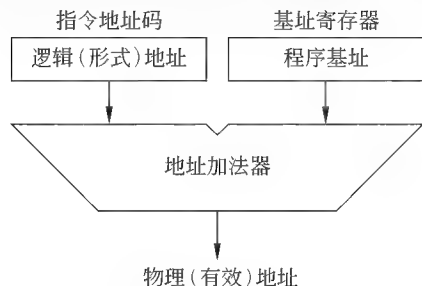 指令地址码
基址寄存器
逻辑(形式)地址
程序基址
地址加法器
物理(有效)地址